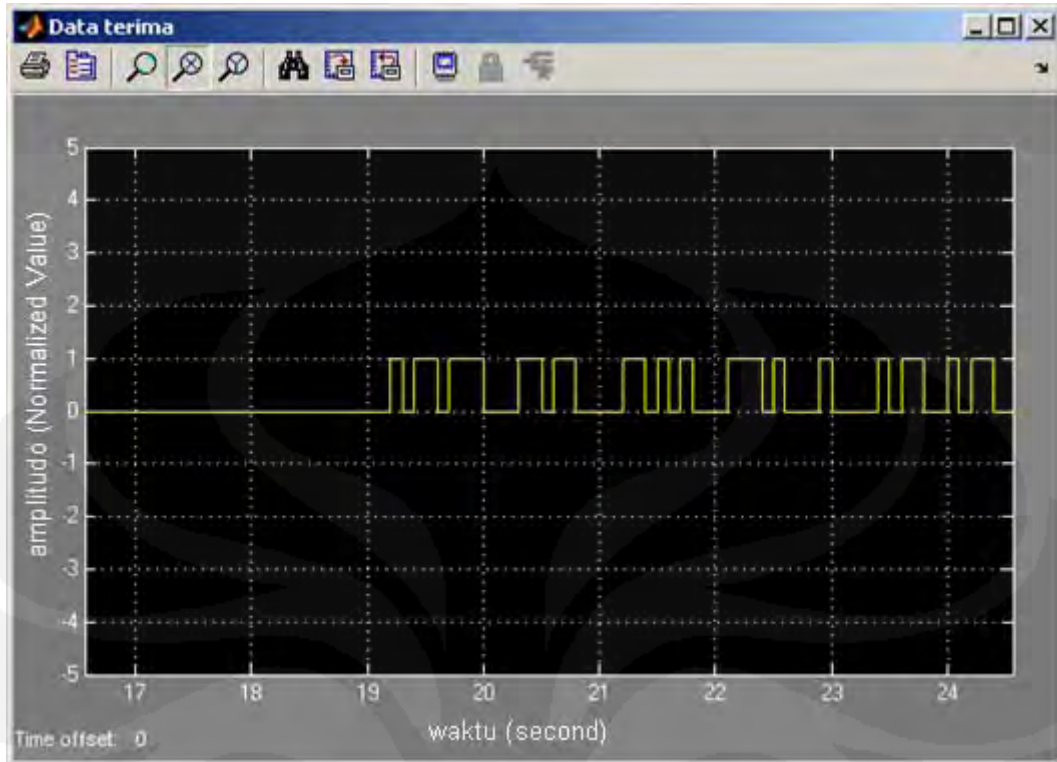 Data terima
5
4
3
2
1
0
-1
-2
-3
-4
-5
amplitudo (Normalized Value)
17 18 19 20 21 22 23 24
waktu (second)
Time offset: 0